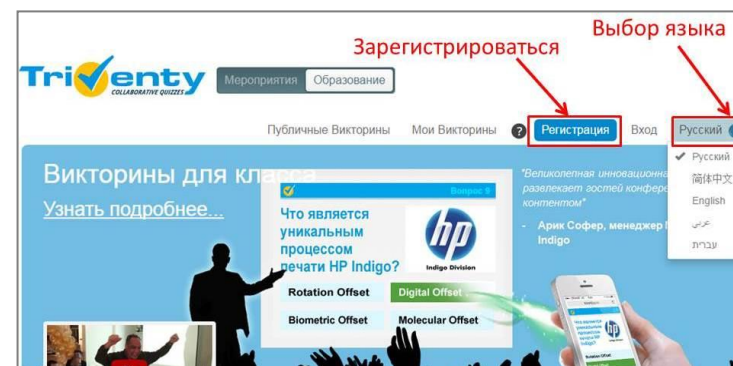 Выбор языка
Зарегистрироваться
Triventy
COLLABORATIVE QUIZZES
Мероприятия Образование
Публичные Викторины Мои Викторины ? Регистрация Вход Русский
Русский
简体中文
English
عربي
עברית
Викторины для класса
Узнать подробнее...
Вопрос 9
Что является
уникальным
процессом
печати HP Indigo?
hp
Indigo Division
Rotation Offset Digital Offset
Biometric Offset Molecular Offset
"Великолепная инновационна
развлекает гостей конфере
контентом"
- Арик Софер, менеджер
Indigo